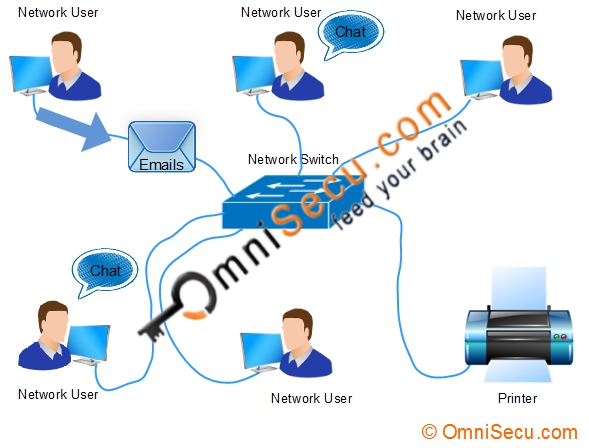 Network User
Network User
Network User
Chat
Emails
Network Switch
OmniSecu.com
feed your brain
Chat
Network User
Network User
Printer
© OmniSecu.com